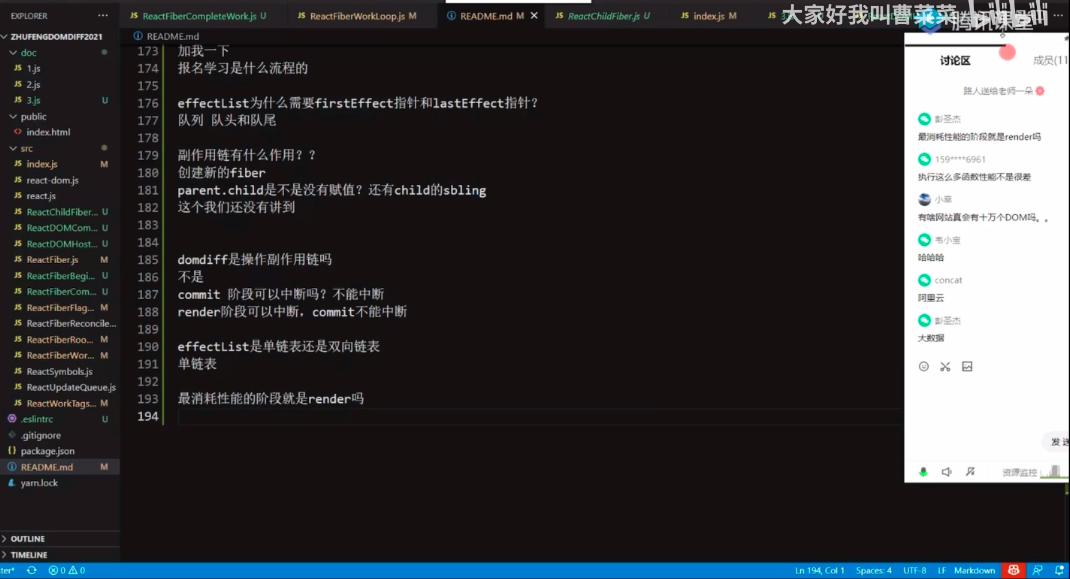 EXPLORER
ReactFiberCompleteWork.js U
ReactFiberWorkLoop.js M
README.md M
ReactChildFiber.js U
index.js M
大家好我叫曹菜菜
腾讯课堂
ZHUFENGDOMDIFF2021
doc
1.js
2.js
3.js U
public
index.html
src
index.js M
react-dom.js
react.js
ReactChildFiber... U
ReactDOMCom... U
ReactDOMHost... U
ReactFiber.js M
ReactFiberBegi... U
ReactFiberCom... U
ReactFiberFlag... M
ReactFiberReconcile...
ReactFiberRoo... M
ReactFiberWor... M
ReactSymbols.js
ReactUpdateQueue.js
ReactWorkTags... M
.eslintrc U
.gitignore
package.json
README.md M
yarn.lock
OUTLINE
TIMELINE
README.md
173 加我一下
174 报名学习是什么流程的
175
176 effectList为什么需要firstEffect指针和lastEffect指针?
177 队列 队头和队尾
178
179 副作用链有什么作用??
180 创建新的fiber
181 parent.child是不是没有赋值? 还有child的sbling
182 这个我们还没有讲到
183
184
185 domdiff是操作副作用链吗
186 不是
187 commit 阶段可以中断吗? 不能中断
188 render阶段可以中断, commit不能中断
189
190 effectList是单链表还是双向链表
191 单链表
192
193 最消耗性能的阶段就是render吗
194
讨论区
成员(11
路人送给老师一朵
彭圣杰
最消耗性能的阶段就是render吗
159****6961
执行这么多函数性能不是很差
小幸
有啥网站真会有十万个DOM吗。。
韦小宝
哈哈哈
concat
阿里云
彭圣杰
大数据
发送
资源监控
ter*
0
0
Ln 194, Col 1
Spaces: 4
UTF-8
LF
Markdown